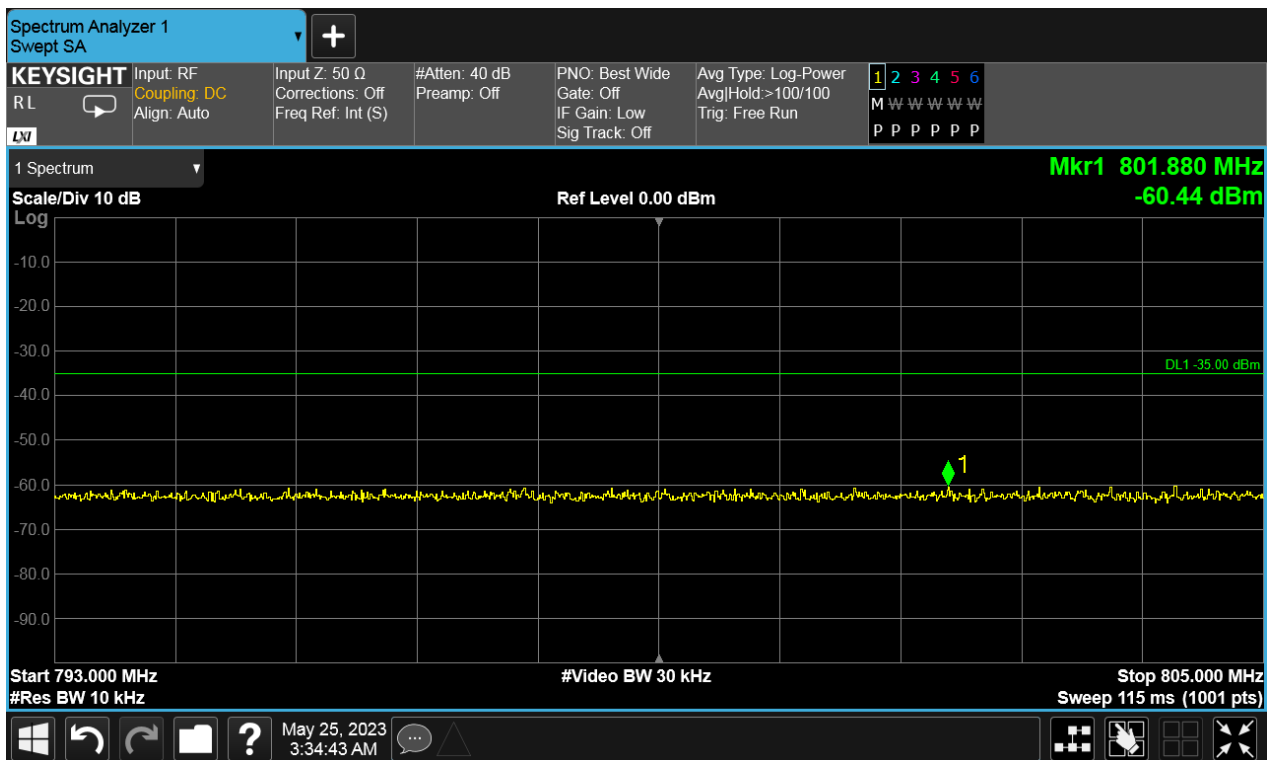 Spectrum Analyzer 1
Swept SA
KEYSIGHT
R L
LXI
Input: RF
Coupling: DC
Align: Auto
Input Z: 50 Ω
Corrections: Off
Freq Ref: Int (S)
#Atten: 40 dB
Preamp: Off
PNO: Best Wide
Gate: Off
IF Gain: Low
Sig Track: Off
Avg Type: Log-Power
Avg|Hold:>100/100
Trig: Free Run
1 2 3 4 5 6
M W W W W W
P P P P P P
1 Spectrum
Mkr1 801.880 MHz
Scale/Div 10 dB
Ref Level 0.00 dBm
-60.44 dBm
Log
-10.0
-20.0
-30.0
DL1 -35.00 dBm
-40.0
-50.0
1
-60.0
-70.0
-80.0
-90.0
Start 793.000 MHz
#Video BW 30 kHz
Stop 805.000 MHz
#Res BW 10 kHz
Sweep 115 ms (1001 pts)
?
May 25, 2023
3:34:43 AM